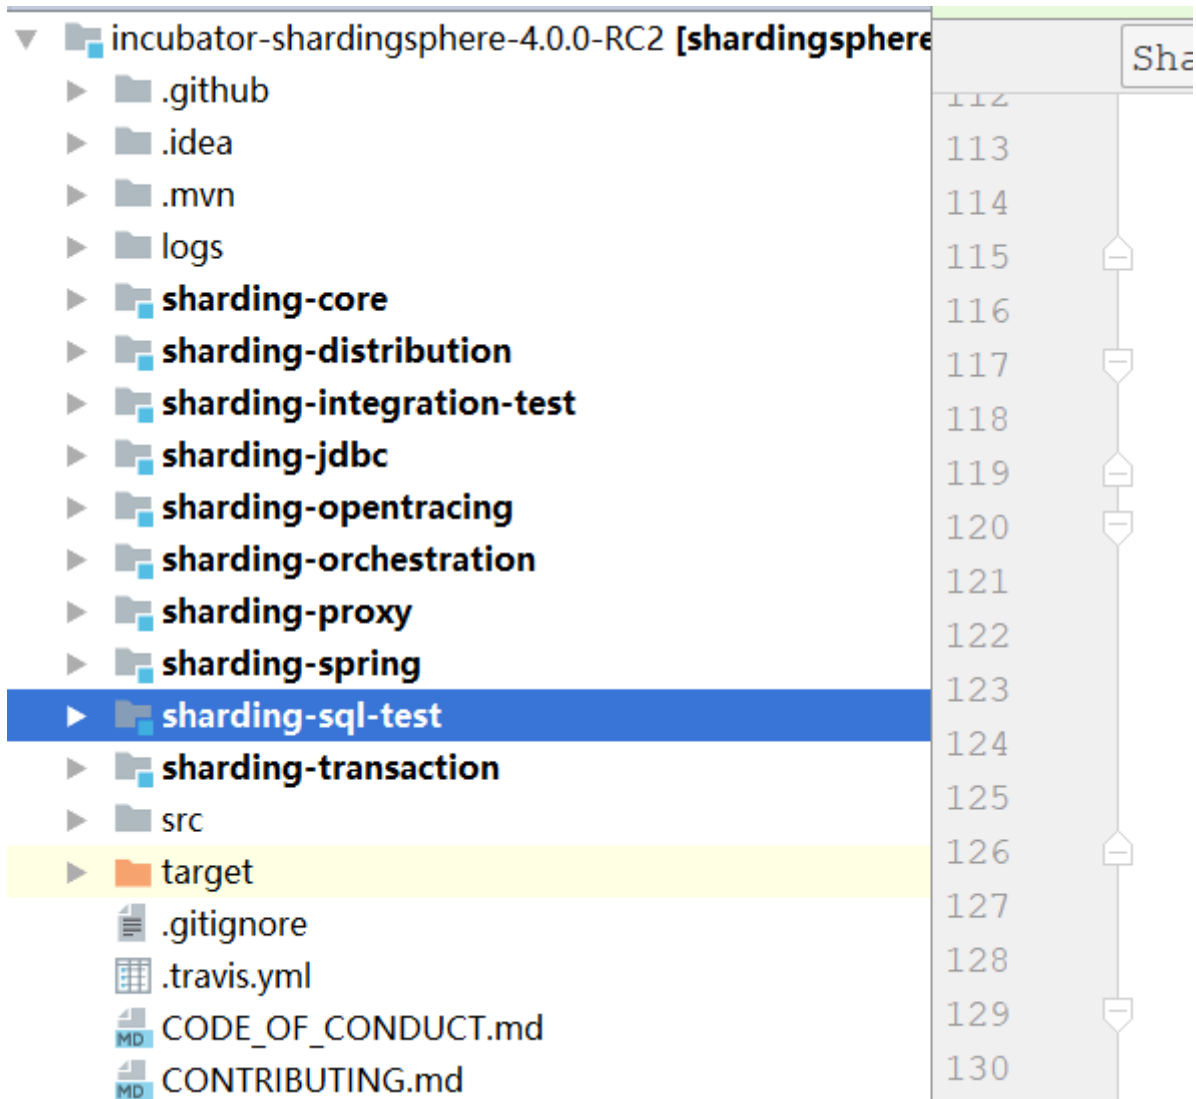 incubator-shardingsphere-4.0.0-RC2 [shardingsphere
.github
.idea
.mvn
logs
sharding-core
sharding-distribution
sharding-integration-test
sharding-jdbc
sharding-opentracing
sharding-orchestration
sharding-proxy
sharding-spring
sharding-sql-test
sharding-transaction
src
target
.gitignore
.travis.yml
MD CODE_OF_CONDUCT.md
MD CONTRIBUTING.md
Sha
112
113
114
115
116
117
118
119
120
121
122
123
124
125
126
127
128
129
130